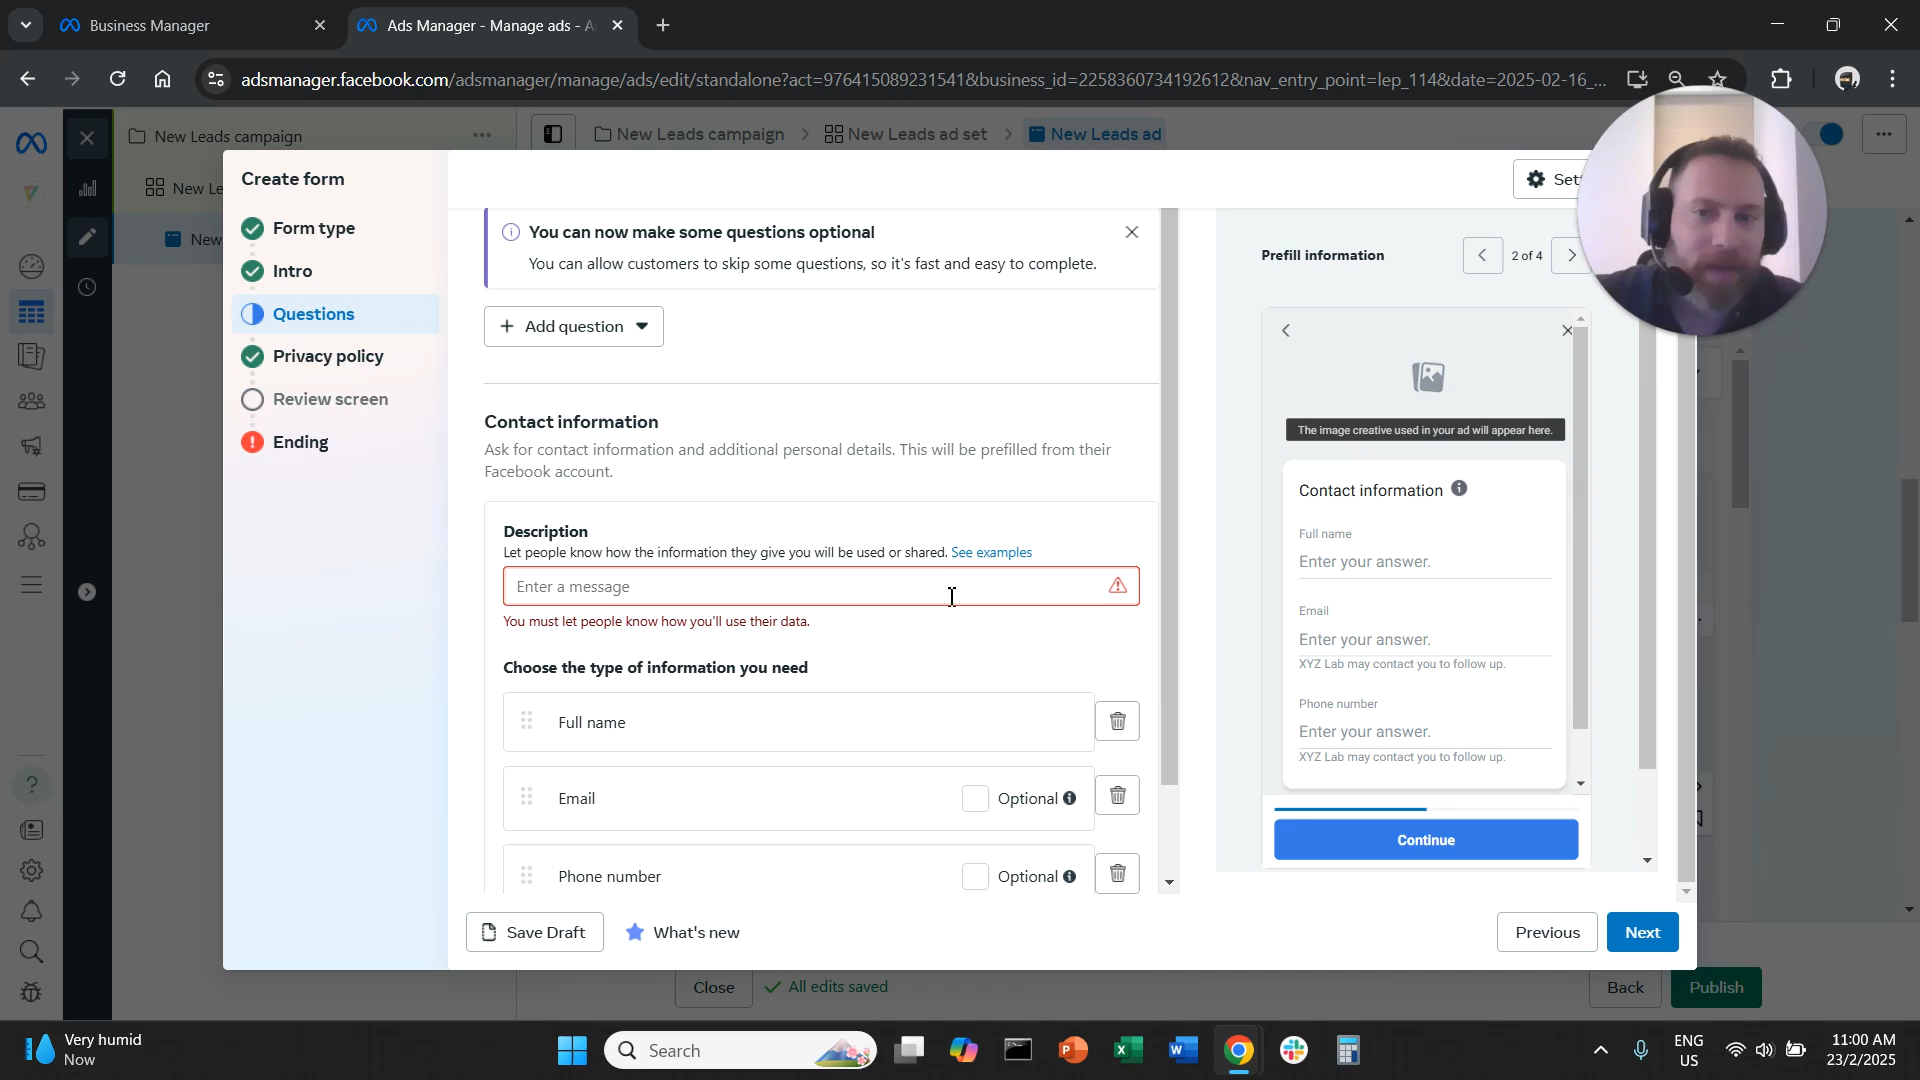 Business Manager
Ads Manager - Manage ads - A
adsmanager.facebook.com/adsmanager/manage/ads/edit/standalone?act=976415089231541&business_id=2258360734192612&nav_entry_point=lep_114&date=2025-02-16_...
New Leads campaign
New Leads campaign
New Leads ad set
New Leads ad
New Le
New
Create form
Form type
Intro
Questions
Privacy policy
Review screen
Ending
You can now make some questions optional
You can allow customers to skip some questions, so it's fast and easy to complete.
Add question
Contact information
Ask for contact information and additional personal details. This will be prefilled from their
Facebook account.
Description
Let people know how the information they give you will be used or shared. See examples
Enter a message
You must let people know how you'll use their data.
Choose the type of information you need
Full name
Email
Optional
Phone number
Optional
Prefill information
2 of 4
The image creative used in your ad will appear here.
Contact information
Full name
Enter your answer.
Email
Enter your answer.
XYZ Lab may contact you to follow up.
Phone number
Enter your answer.
XYZ Lab may contact you to follow up.
Continue
Save Draft
What's new
Previous
Next
Close
All edits saved
Back
Publish
Very humid
Now
Search
ENG
US
11:00 AM
23/2/2025